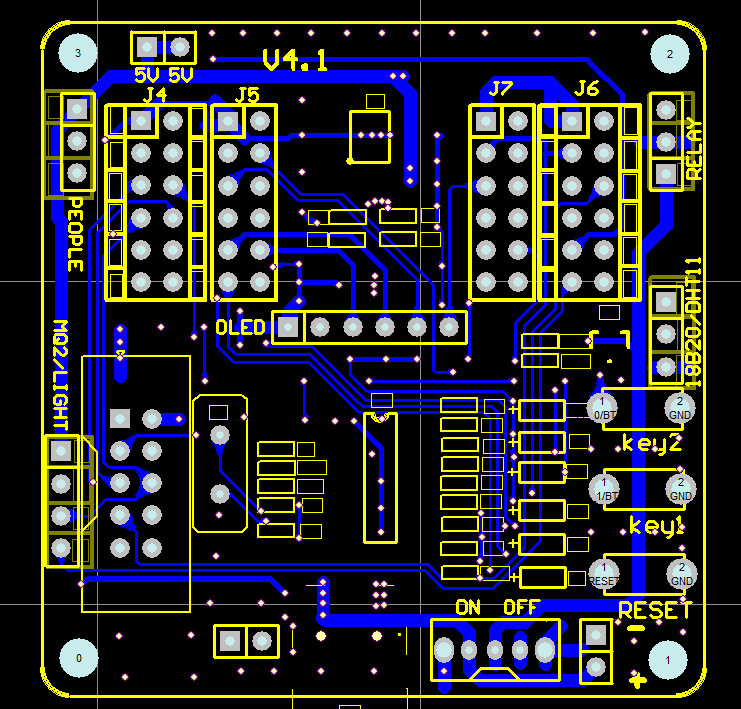 3
V4.1
2
5V 5V
J4
J5
J7
J6
RELAY
PEOPLE
18B20/DHT11
OLED
MQ2/LIGHT
1
0/BT
2
GND
key2
1
1/BT
2
GND
key1
1
RESET
2
GND
ON OFF
RESET
-
0
1
+
+
+
+
+
+
+